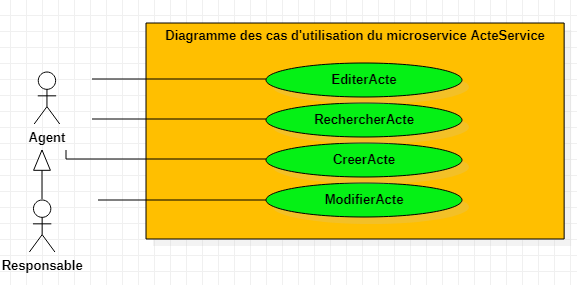 Diagramme des cas d'utilisation du microservice ActeService
EditerActe
RechercherActe
Agent
CreerActe
ModifierActe
Responsable